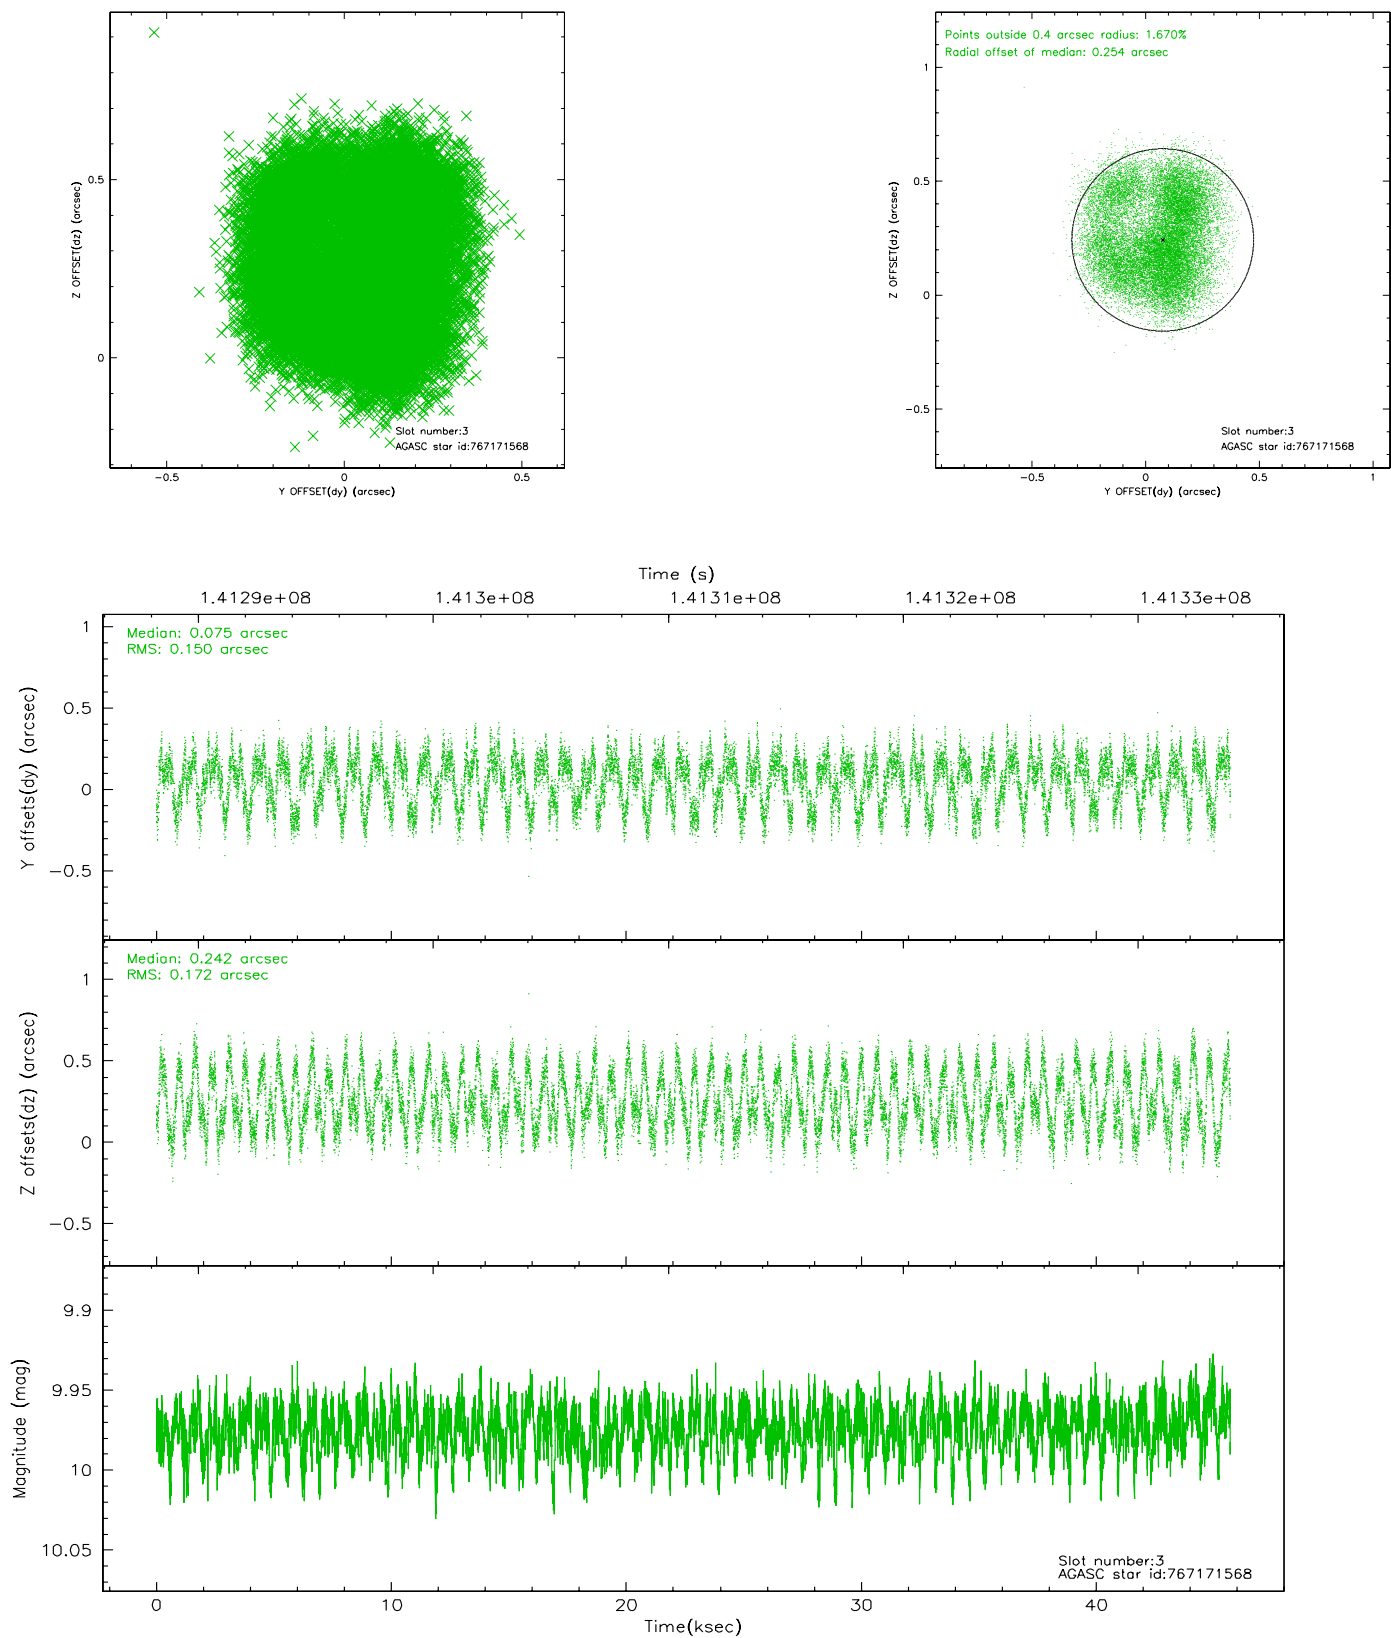 0.5
0
Z OFFSET(dz) (arcsec)
−0.5 0 0.5
Y OFFSET(dy) (arcsec)
Slot number:3
AGASC star id:767171568
Points outside 0.4 arcsec radius: 1.670%
Radial offset of median: 0.254 arcsec
1
0.5
0
−0.5
Z OFFSET(dz) (arcsec)
−0.5 0 0.5 1
Y OFFSET(dy) (arcsec)
Slot number:3
AGASC star id:767171568
Time (s)
1.4129e+08 1.413e+08 1.4131e+08 1.4132e+08 1.4133e+08
Median: 0.075 arcsec
RMS: 0.150 arcsec
1
0.5
0
−0.5
Y offsets(dy) (arcsec)
Median: 0.242 arcsec
RMS: 0.172 arcsec
1
0.5
0
−0.5
Z offsets(dz) (arcsec)
9.9
9.95
10
10.05
Magnitude (mag)
Slot number:3
AGASC star id:767171568
0 10 20 30 40
Time(ksec)